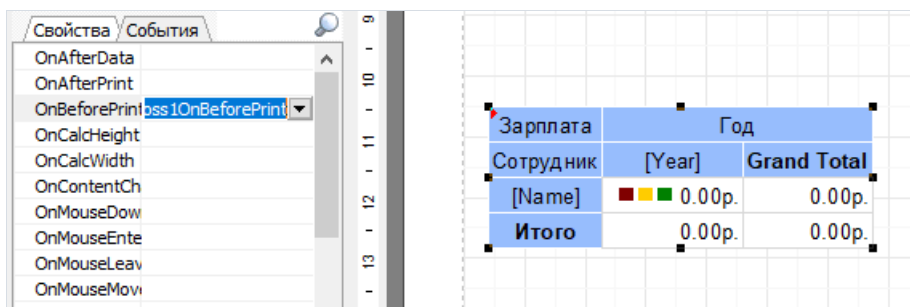 Свойства События
OnAfterData
OnAfterPrint
OnBeforePrint oss1OnBeforePrint
OnCalcHeight
OnCalcWidth
OnContentCh
OnMouseDow
OnMouseEnte
OnMouseLeav
OnMouseMov
9
10
11
12
13
Зарплата Год
Сотрудник [Year] Grand Total
[Name] 0.00р. 0.00р.
Итого 0.00р. 0.00р.